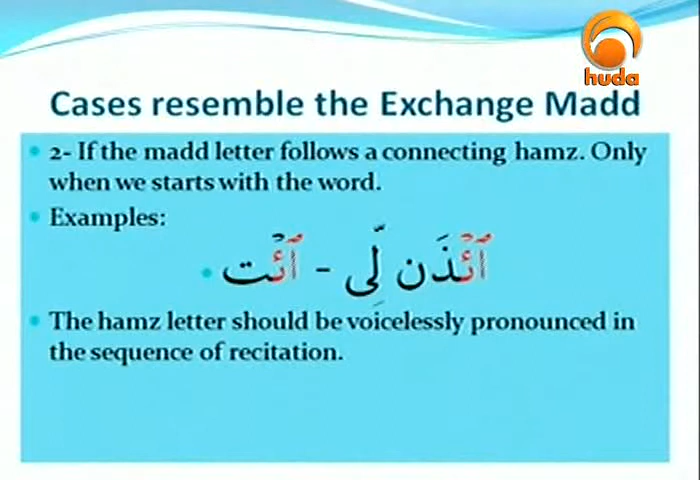 huda
Cases resemble the Exchange Madd
• 2- If the madd letter follows a connecting hamz. Only
when we starts with the word.
• Examples:
• ٱئۡذَن لِّى - ٱئۡت
• The hamz letter should be voicelessly pronounced in
the sequence of recitation.